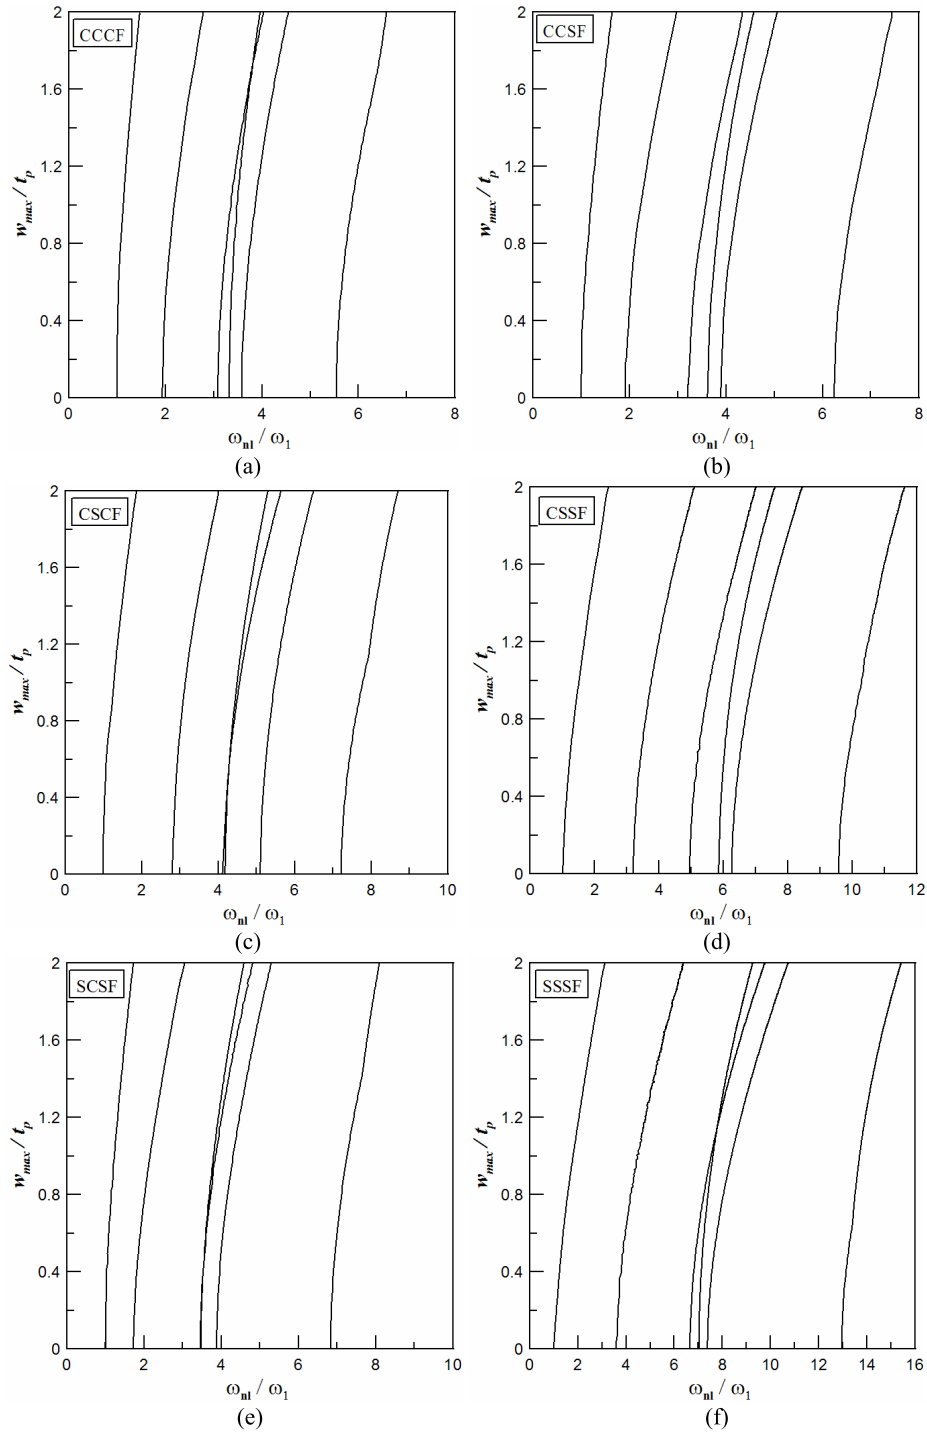 CCCF
2
1.6
1.2
0.8
0.4
0
w_max / t_p
0 2 4 6 8
ω_nl / ω_1
(a)
CCSF
2
1.6
1.2
0.8
0.4
0
w_max / t_p
0 2 4 6 8
ω_nl / ω_1
(b)
CSCF
2
1.6
1.2
0.8
0.4
0
w_max / t_p
0 2 4 6 8 10
ω_nl / ω_1
(c)
CSSF
2
1.6
1.2
0.8
0.4
0
w_max / t_p
0 2 4 6 8 10 12
ω_nl / ω_1
(d)
SCSF
2
1.6
1.2
0.8
0.4
0
w_max / t_p
0 2 4 6 8 10
ω_nl / ω_1
(e)
SSSF
2
1.6
1.2
0.8
0.4
0
w_max / t_p
0 2 4 6 8 10 12 14 16
ω_nl / ω_1
(f)